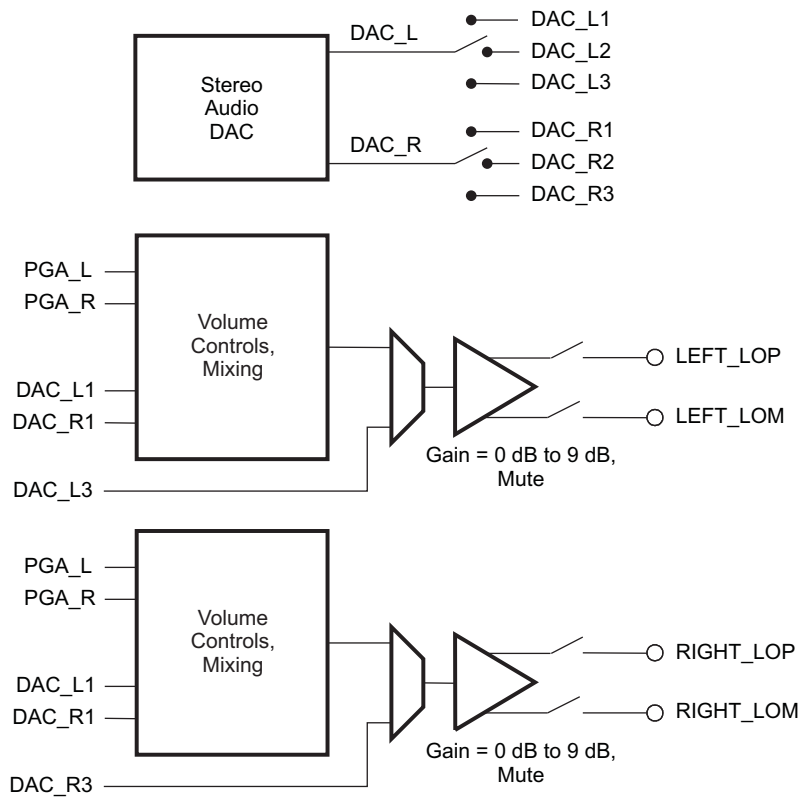 DAC_L
DAC_L1
DAC_L2
DAC_L3
Stereo
Audio
DAC
DAC_R
DAC_R1
DAC_R2
DAC_R3
PGA_L
PGA_R
DAC_L1
DAC_R1
DAC_L3
Volume
Controls,
Mixing
LEFT_LOP
LEFT_LOM
Gain = 0 dB to 9 dB,
Mute
PGA_L
PGA_R
DAC_L1
DAC_R1
DAC_R3
Volume
Controls,
Mixing
RIGHT_LOP
RIGHT_LOM
Gain = 0 dB to 9 dB,
Mute